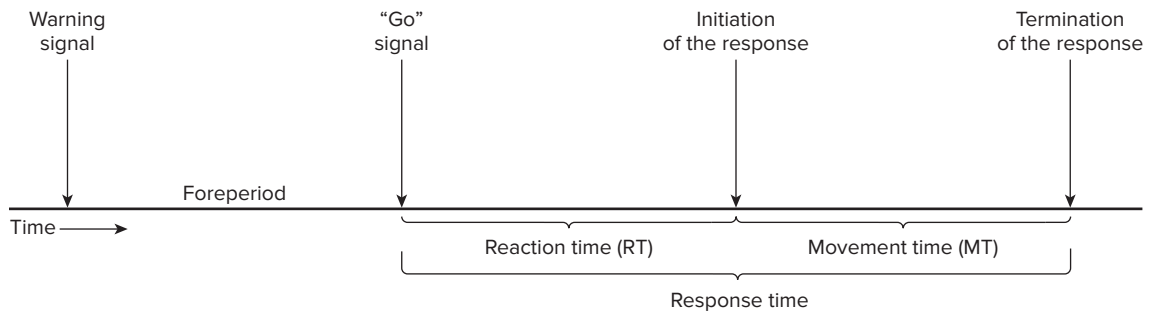 Warning
signal
“Go”
signal
Initiation
of the response
Termination
of the response
Foreperiod
Time
Reaction time (RT)
Movement time (MT)
Response time